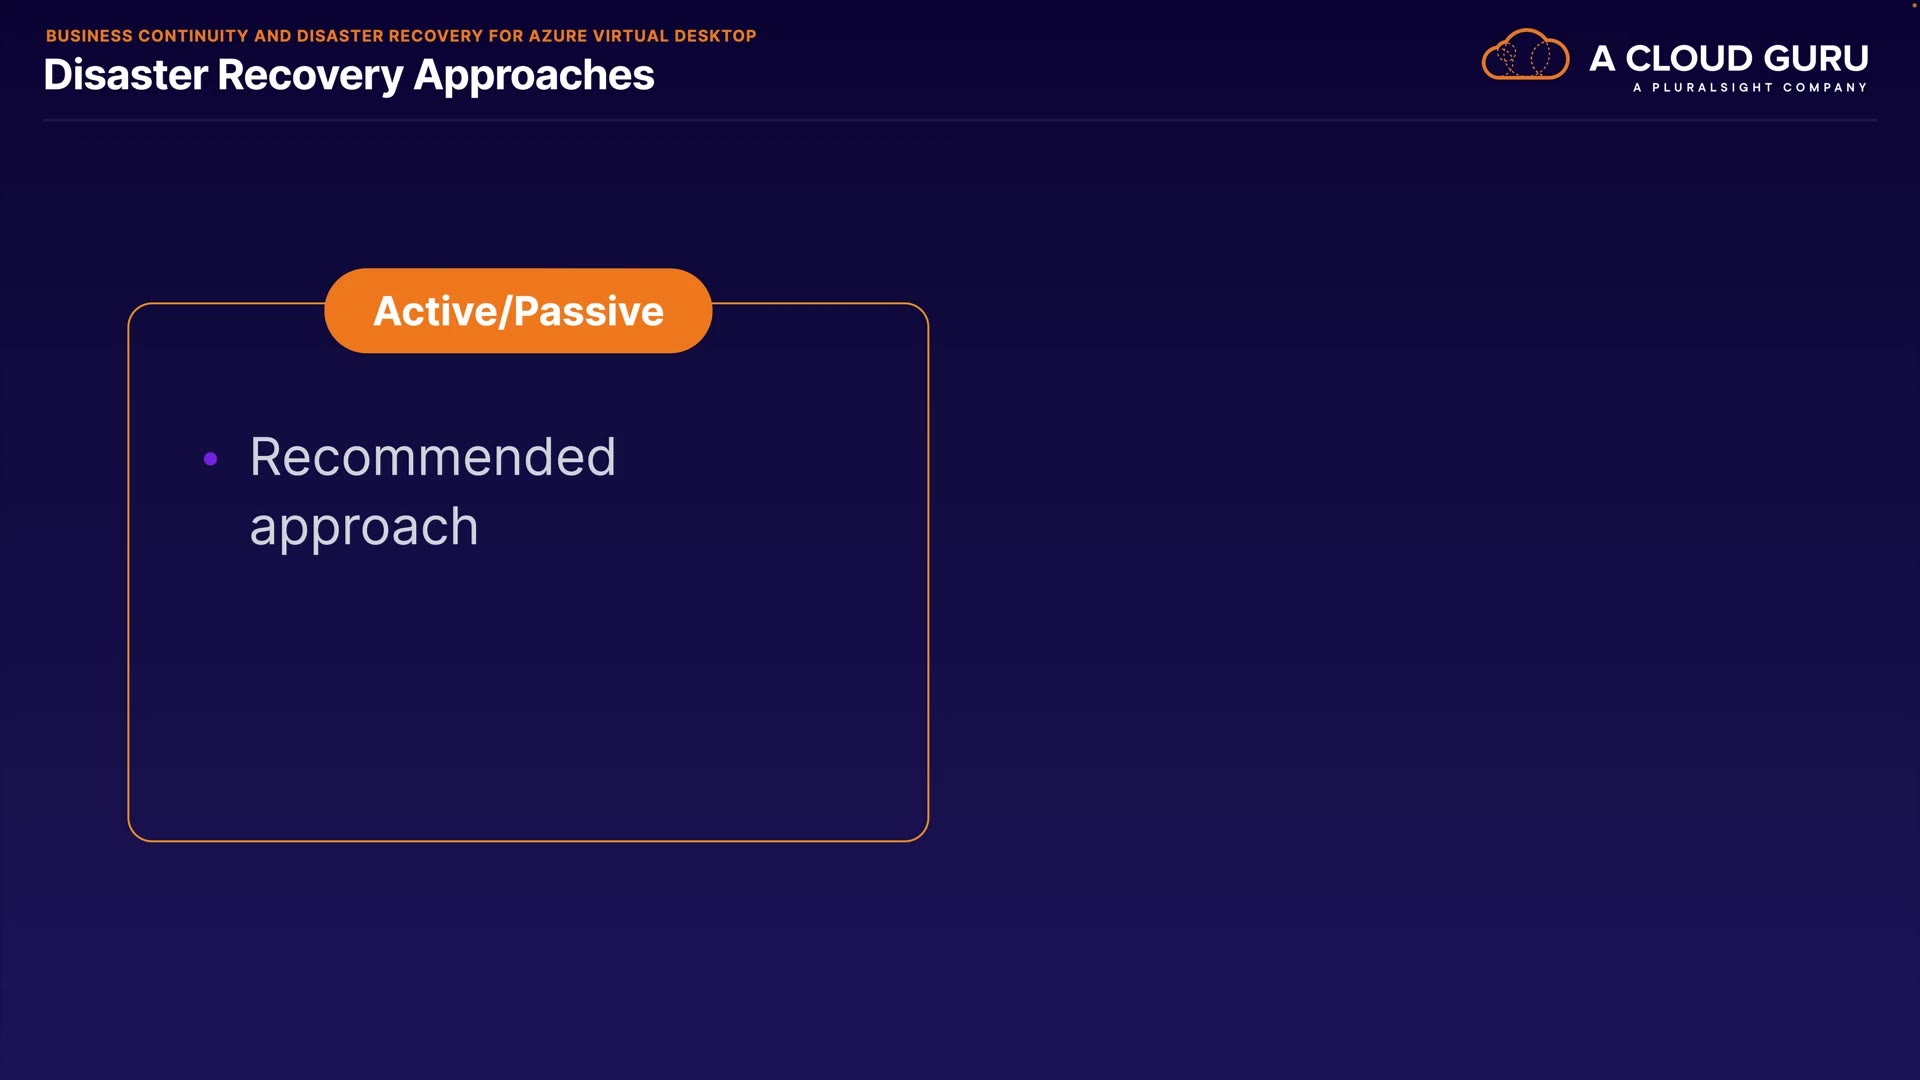 BUSINESS CONTINUITY AND DISASTER RECOVERY FOR AZURE VIRTUAL DESKTOP
Disaster Recovery Approaches
A CLOUD GURU
A PLURALSIGHT COMPANY
Active/Passive
• Recommended
approach